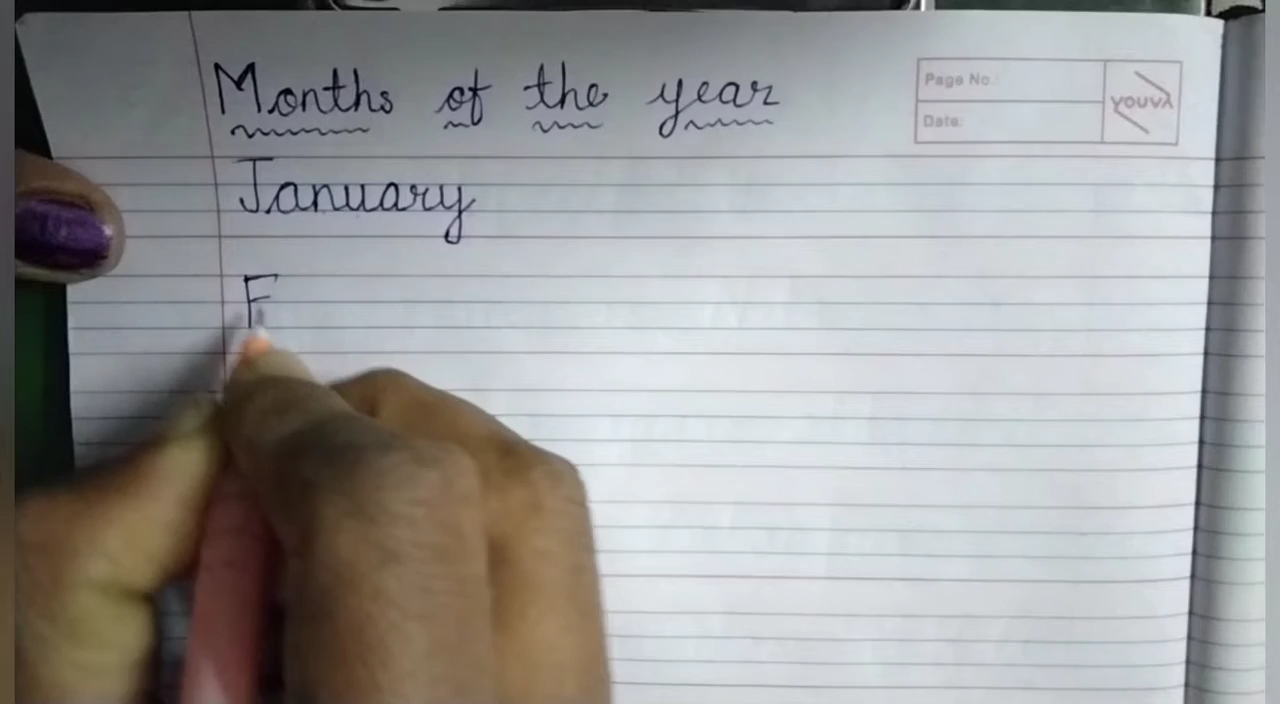 Months of the year
Page No.:
Date:
youva
January
F